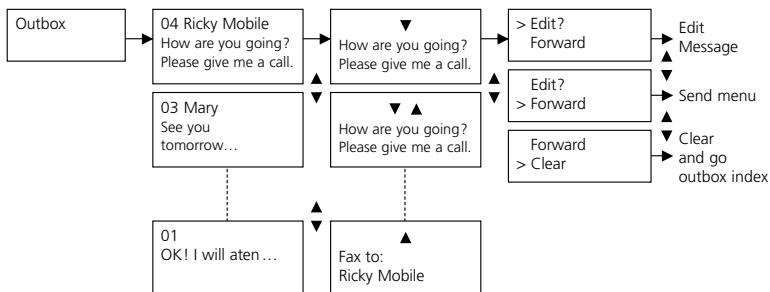 Outbox
04 Ricky Mobile
How are you going?
Please give me a call.
03 Mary
See you
tomorrow…
01
OK! I will aten…
▼
How are you going?
Please give me a call.
▼ ▲
How are you going?
Please give me a call.
▲
Fax to:
Ricky Mobile
> Edit?
Forward
Edit?
> Forward
Forward
> Clear
Edit
Message
Send menu
Clear
and go
outbox index